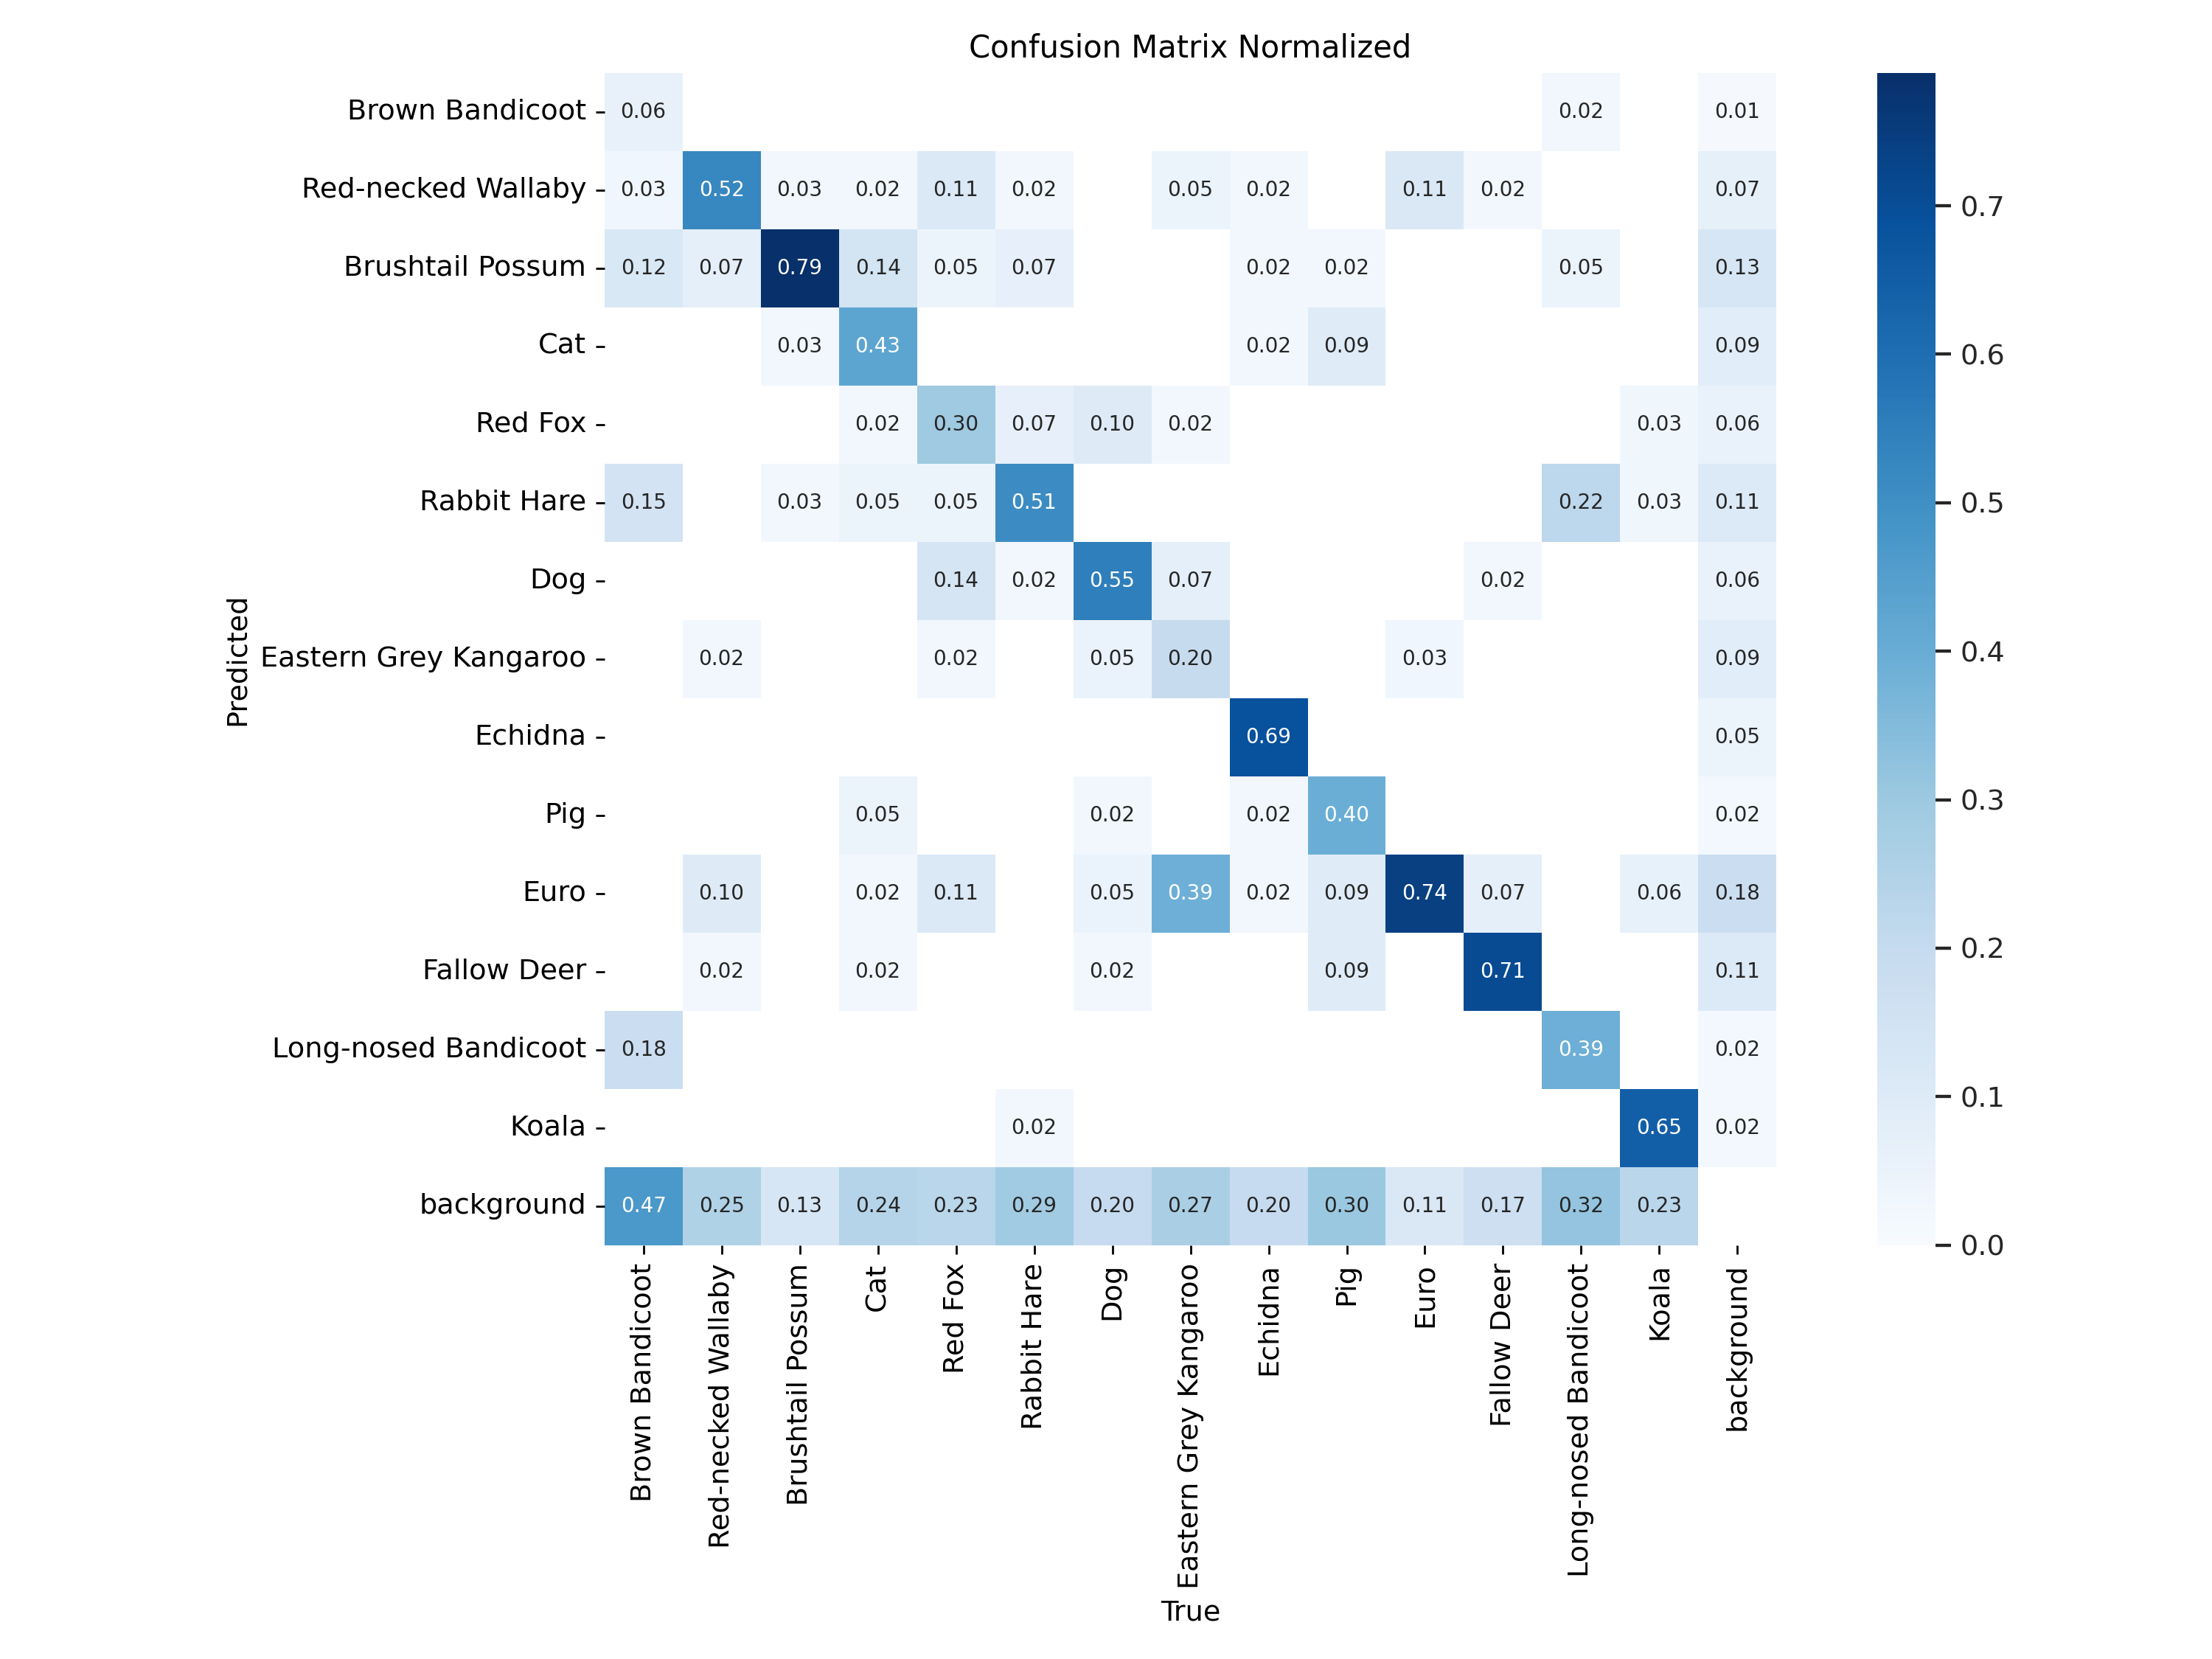 Confusion Matrix Normalized
Brown Bandicoot 0.06 0.02 0.01
Red-necked Wallaby 0.03 0.52 0.03 0.02 0.11 0.02 0.05 0.02 0.11 0.02 0.07
Brushtail Possum 0.12 0.07 0.79 0.14 0.05 0.07 0.02 0.02 0.05 0.13
Cat 0.03 0.43 0.02 0.09 0.09
Red Fox 0.02 0.30 0.07 0.10 0.02 0.03 0.06
Rabbit Hare 0.15 0.03 0.05 0.05 0.51 0.22 0.03 0.11
Dog 0.14 0.02 0.55 0.07 0.02 0.06
Eastern Grey Kangaroo 0.02 0.02 0.05 0.20 0.03 0.09
Echidna 0.69 0.05
Pig 0.05 0.02 0.02 0.40 0.02
Euro 0.10 0.02 0.11 0.05 0.39 0.02 0.09 0.74 0.07 0.06 0.18
Fallow Deer 0.02 0.02 0.02 0.09 0.71 0.11
Long-nosed Bandicoot 0.18 0.39 0.02
Koala 0.02 0.65 0.02
background 0.47 0.25 0.13 0.24 0.23 0.29 0.20 0.27 0.20 0.30 0.11 0.17 0.32 0.23
Predicted
Brown Bandicoot
Red-necked Wallaby
Brushtail Possum
Cat
Red Fox
Rabbit Hare
Dog
Eastern Grey Kangaroo
Echidna
Pig
Euro
Fallow Deer
Long-nosed Bandicoot
Koala
background
True
0.7
0.6
0.5
0.4
0.3
0.2
0.1
0.0